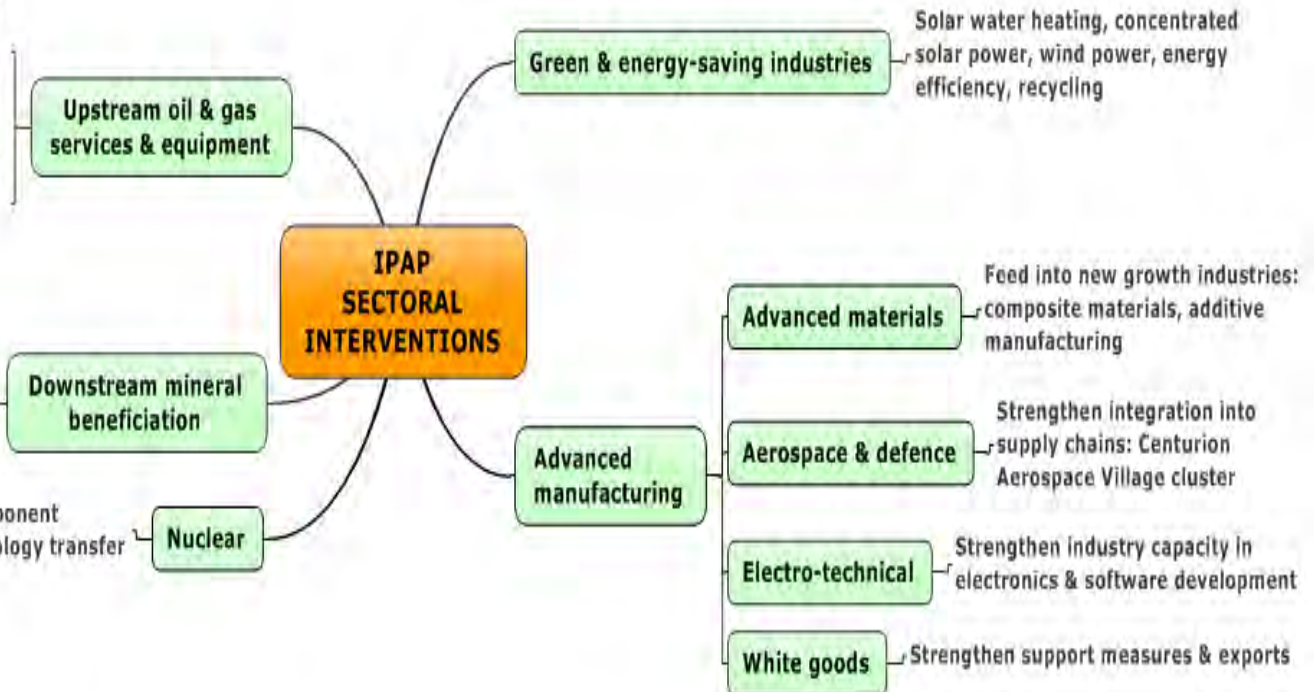 Upstream oil & gas
services & equipment
Green & energy-saving industries
Solar water heating, concentrated
solar power, wind power, energy
efficiency, recycling
IPAP
SECTORAL
INTERVENTIONS
Downstream mineral
beneficiation
Nuclear
transfer
Advanced
manufacturing
Advanced materials
Feed into new growth industries:
composite materials, additive
manufacturing
Aerospace & defence
Strengthen integration into
supply chains: Centurion
Aerospace Village cluster
Electro-technical
Strengthen industry capacity in
electronics & software development
White goods
Strengthen support measures & exports